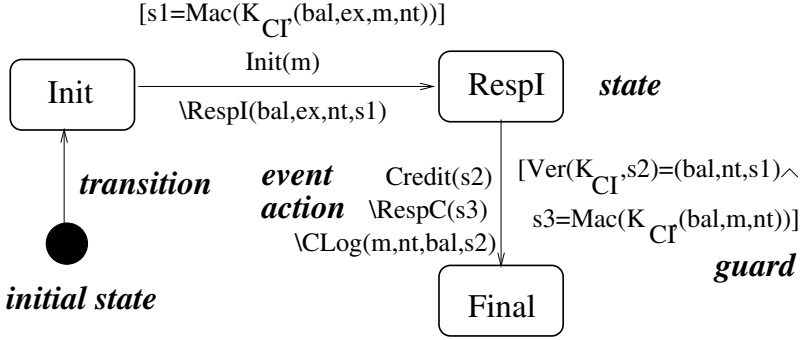 [s1=Mac(K_CI,(bal,ex,m,nt))]
Init(m)
Init
RespI
state
\RespI(bal,ex,nt,s1)
transition
event
action
Credit(s2)
\RespC(s3)
\CLog(m,nt,bal,s2)
[Ver(K_CI,s2)=(bal,nt,s1)∧
s3=Mac(K_CI,(bal,m,nt))]
guard
initial state
Final